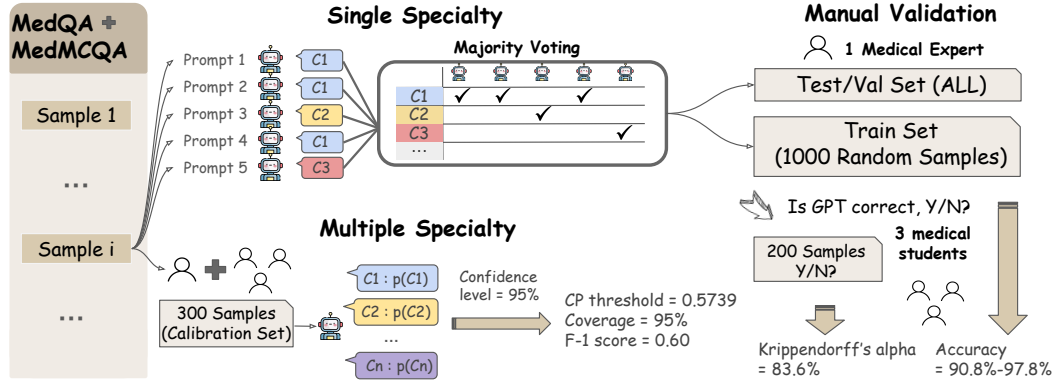 MedQA +
MedMCQA
Sample 1
...
Sample i
...
Single Specialty
Prompt 1
C1
Prompt 2
C1
Prompt 3
C2
Prompt 4
C1
Prompt 5
C3
Majority Voting
C1
C2
C3
...
Multiple Specialty
300 Samples
(Calibration Set)
C1 : p(C1)
C2 : p(C2)
...
Cn : p(Cn)
Confidence
level = 95%
CP threshold = 0.5739
Coverage = 95%
F-1 score = 0.60
Manual Validation
1 Medical Expert
Test/Val Set (ALL)
Train Set
(1000 Random Samples)
Is GPT correct, Y/N?
3 medical
students
200 Samples
Y/N?
Krippendorff's alpha
= 83.6%
Accuracy
= 90.8%-97.8%